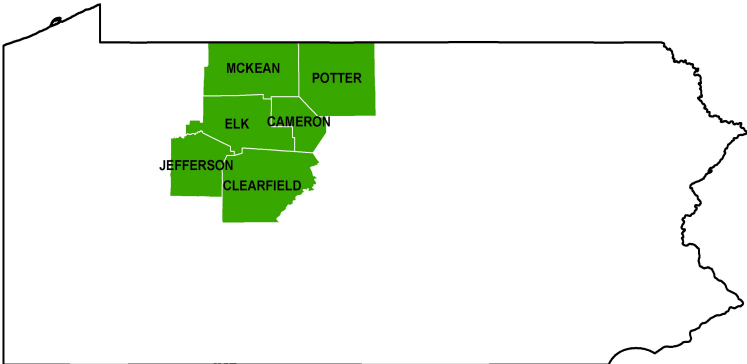 MCKEAN
POTTER
ELK
CAMERON
JEFFERSON
CLEARFIELD